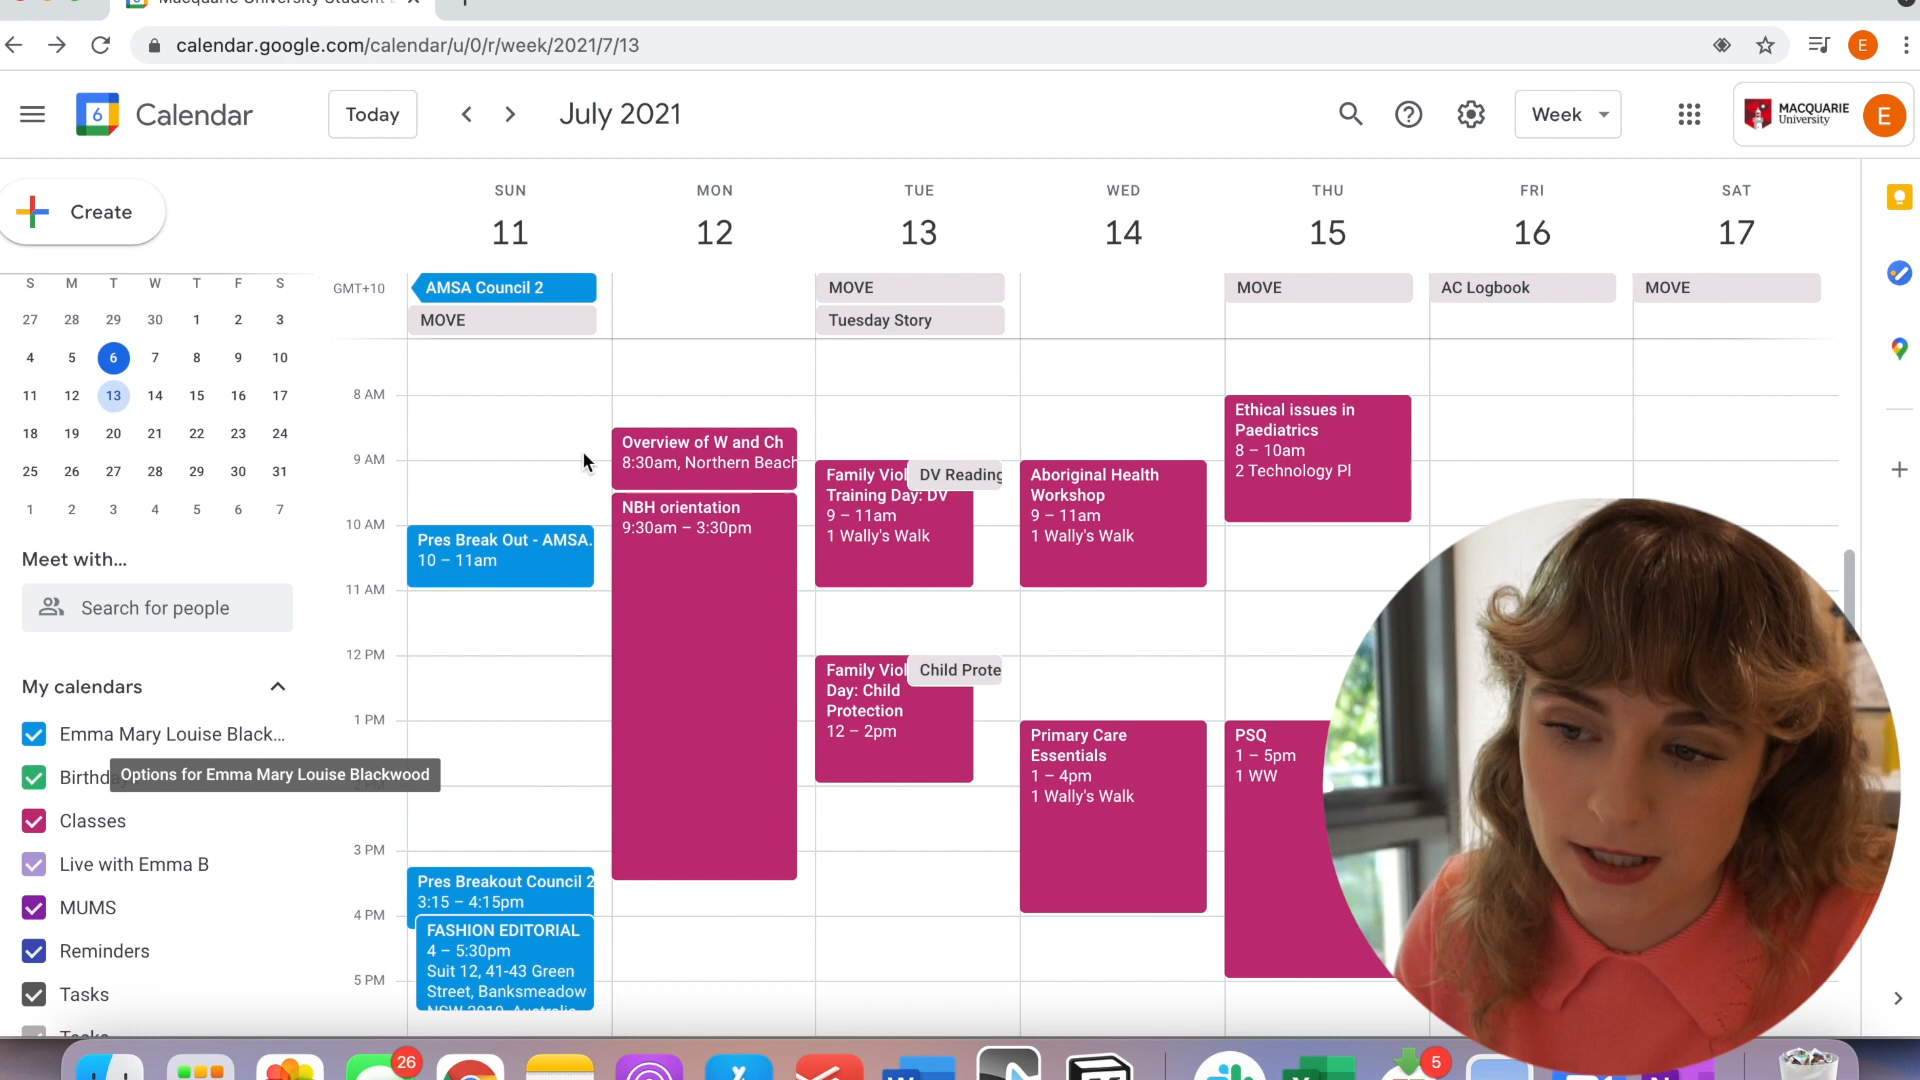 calendar.google.com/calendar/u/0/r/week/2021/7/13
E
6
Calendar
Today
July 2021
Week
MACQUARIE
University
E
Create
SUN
MON
TUE
WED
THU
FRI
SAT
11
12
13
14
15
16
17
S M T W T F S
27 28 29 30 1 2 3
4 5 6 7 8 9 10
11 12 13 14 15 16 17
18 19 20 21 22 23 24
25 26 27 28 29 30 31
1 2 3 4 5 6 7
GMT+10
AMSA Council 2
MOVE
MOVE
Tuesday Story
MOVE
AC Logbook
MOVE
8 AM
9 AM
10 AM
11 AM
12 PM
1 PM
3 PM
4 PM
5 PM
Pres Break Out - AMSA.
10 – 11am
Pres Breakout Council 2
3:15 – 4:15pm
FASHION EDITORIAL
4 – 5:30pm
Suit 12, 41-43 Green
Street, Banksmeadow
NSW 2019, Australia
Overview of W and Ch
8:30am, Northern Beach
NBH orientation
9:30am – 3:30pm
Family Viol
Training Day: DV
9 – 11am
1 Wally's Walk
DV Reading
Family Viol
Day: Child
Protection
12 – 2pm
Child Prote
Aboriginal Health
Workshop
9 – 11am
1 Wally's Walk
Primary Care
Essentials
1 – 4pm
1 Wally's Walk
Ethical issues in
Paediatrics
8 – 10am
2 Technology Pl
PSQ
1 – 5pm
1 WW
Meet with...
Search for people
My calendars
Emma Mary Louise Black...
Birthd
Options for Emma Mary Louise Blackwood
Classes
Live with Emma B
MUMS
Reminders
Tasks
26
5